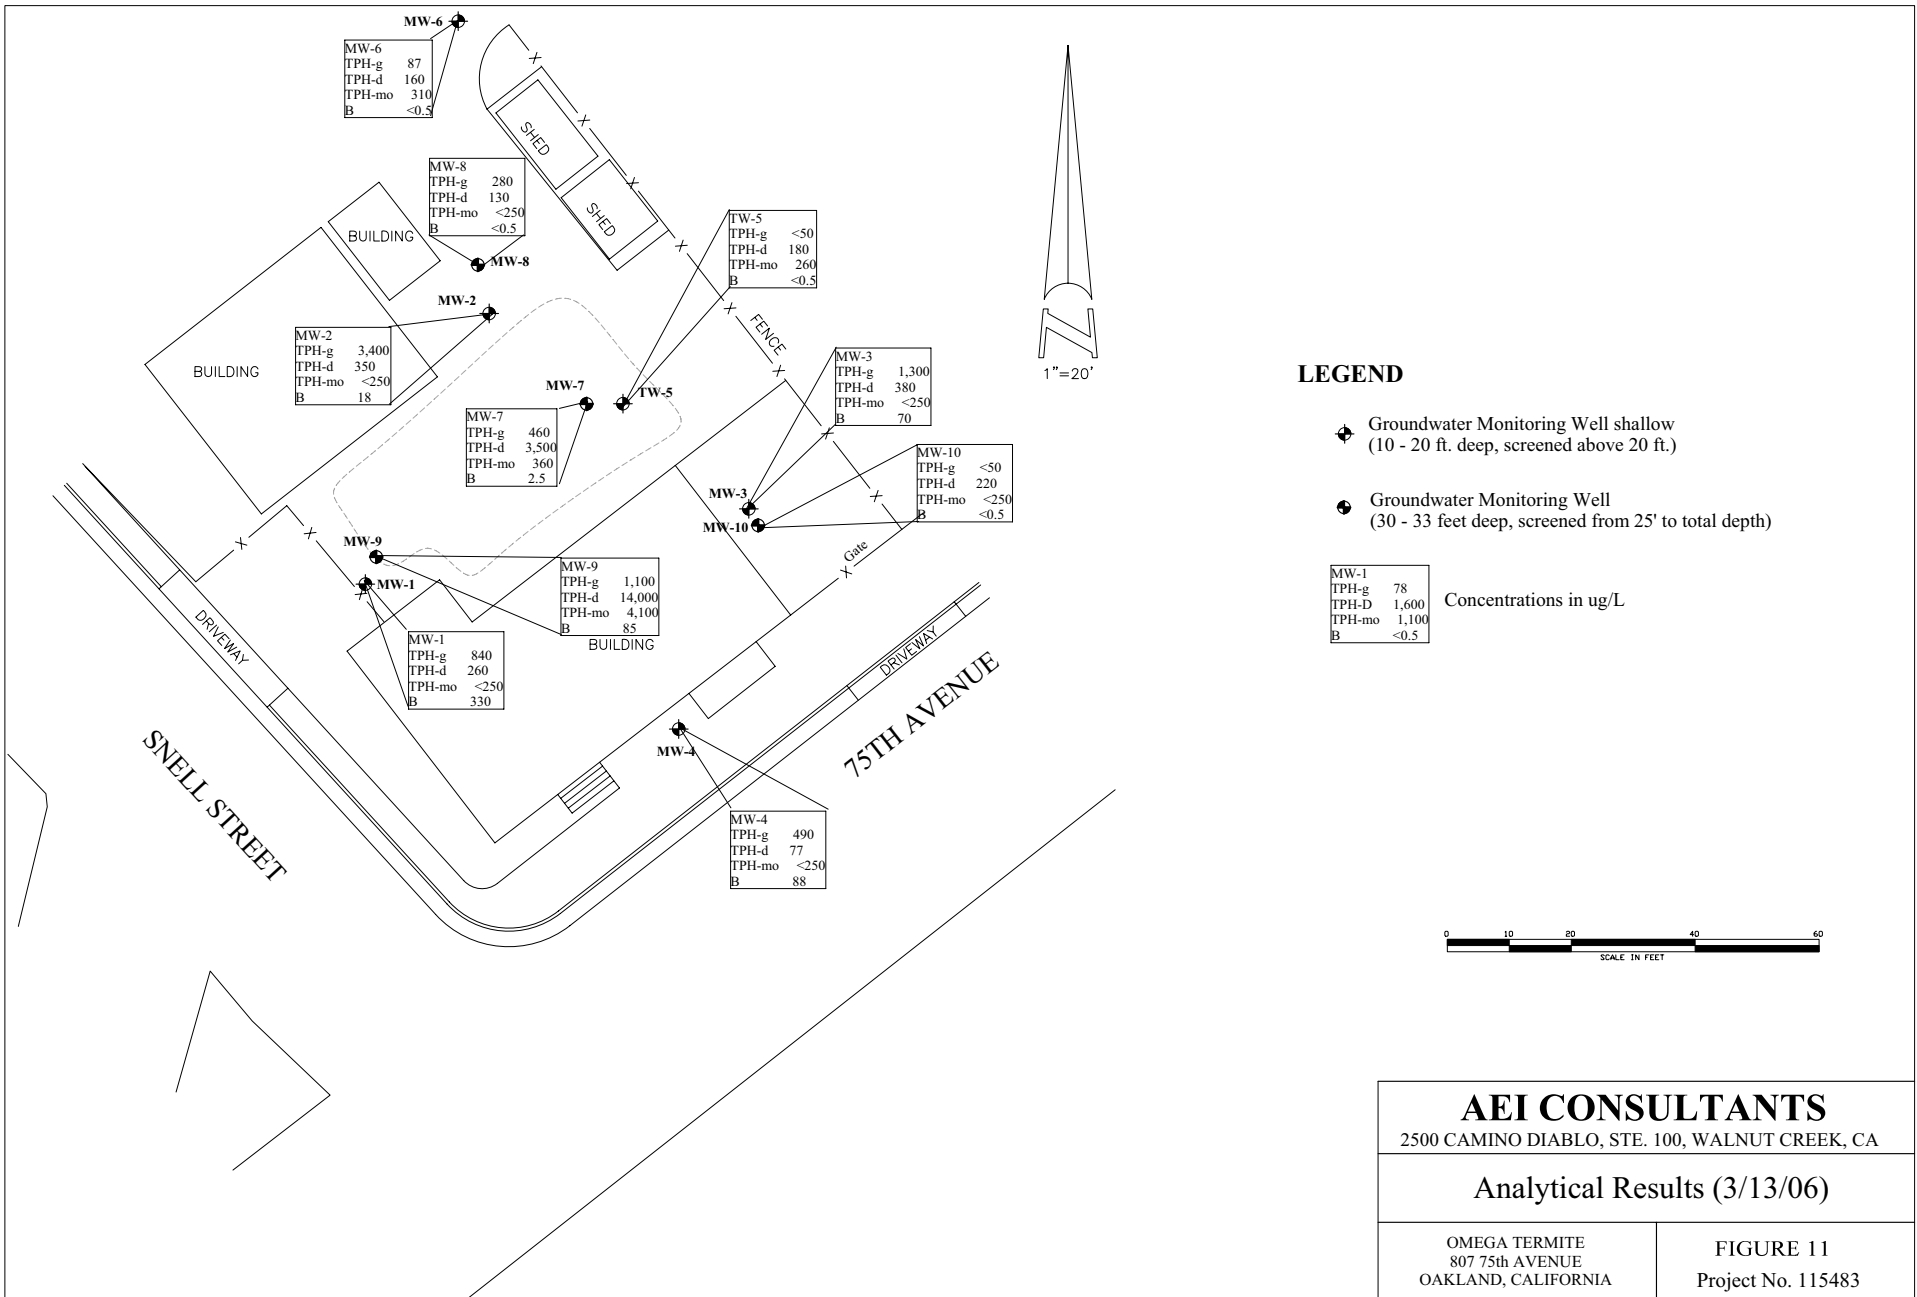 MW-6
MW-6
TPH-g 87
TPH-d 160
TPH-mo 310
B <0.5
SHED
SHED
MW-8
TPH-g 280
TPH-d 130
TPH-mo <250
B <0.5
MW-8
BUILDING
BUILDING
MW-2
MW-2
TPH-g 3,400
TPH-d 350
TPH-mo <250
B 18
TW-5
TPH-g <50
TPH-d 180
TPH-mo 260
B <0.5
FENCE
MW-7
TW-5
MW-7
TPH-g 460
TPH-d 3,500
TPH-mo 360
B 2.5
MW-3
TPH-g 1,300
TPH-d 380
TPH-mo <250
B 70
MW-3
MW-10
MW-10
TPH-g <50
TPH-d 220
TPH-mo <250
B <0.5
Gate
X
X
X
X
X
X
X
X
X
X
X
X
X
MW-9
MW-1
MW-9
TPH-g 1,100
TPH-d 14,000
TPH-mo 4,100
B 85
BUILDING
MW-1
TPH-g 840
TPH-d 260
TPH-mo <250
B 330
DRIVEWAY
DRIVEWAY
SNELL STREET
75TH AVENUE
MW-4
MW-4
TPH-g 490
TPH-d 77
TPH-mo <250
B 88
N
1"=20'
LEGEND
Groundwater Monitoring Well shallow
(10 - 20 ft. deep, screened above 20 ft.)
Groundwater Monitoring Well
(30 - 33 feet deep, screened from 25' to total depth)
MW-1
TPH-g 78
TPH-D 1,600
TPH-mo 1,100
B <0.5
Concentrations in ug/L
0 10 20 40 60
SCALE IN FEET
AEI CONSULTANTS
2500 CAMINO DIABLO, STE. 100, WALNUT CREEK, CA
Analytical Results (3/13/06)
OMEGA TERMITE
807 75th AVENUE
OAKLAND, CALIFORNIA
FIGURE 11
Project No. 115483